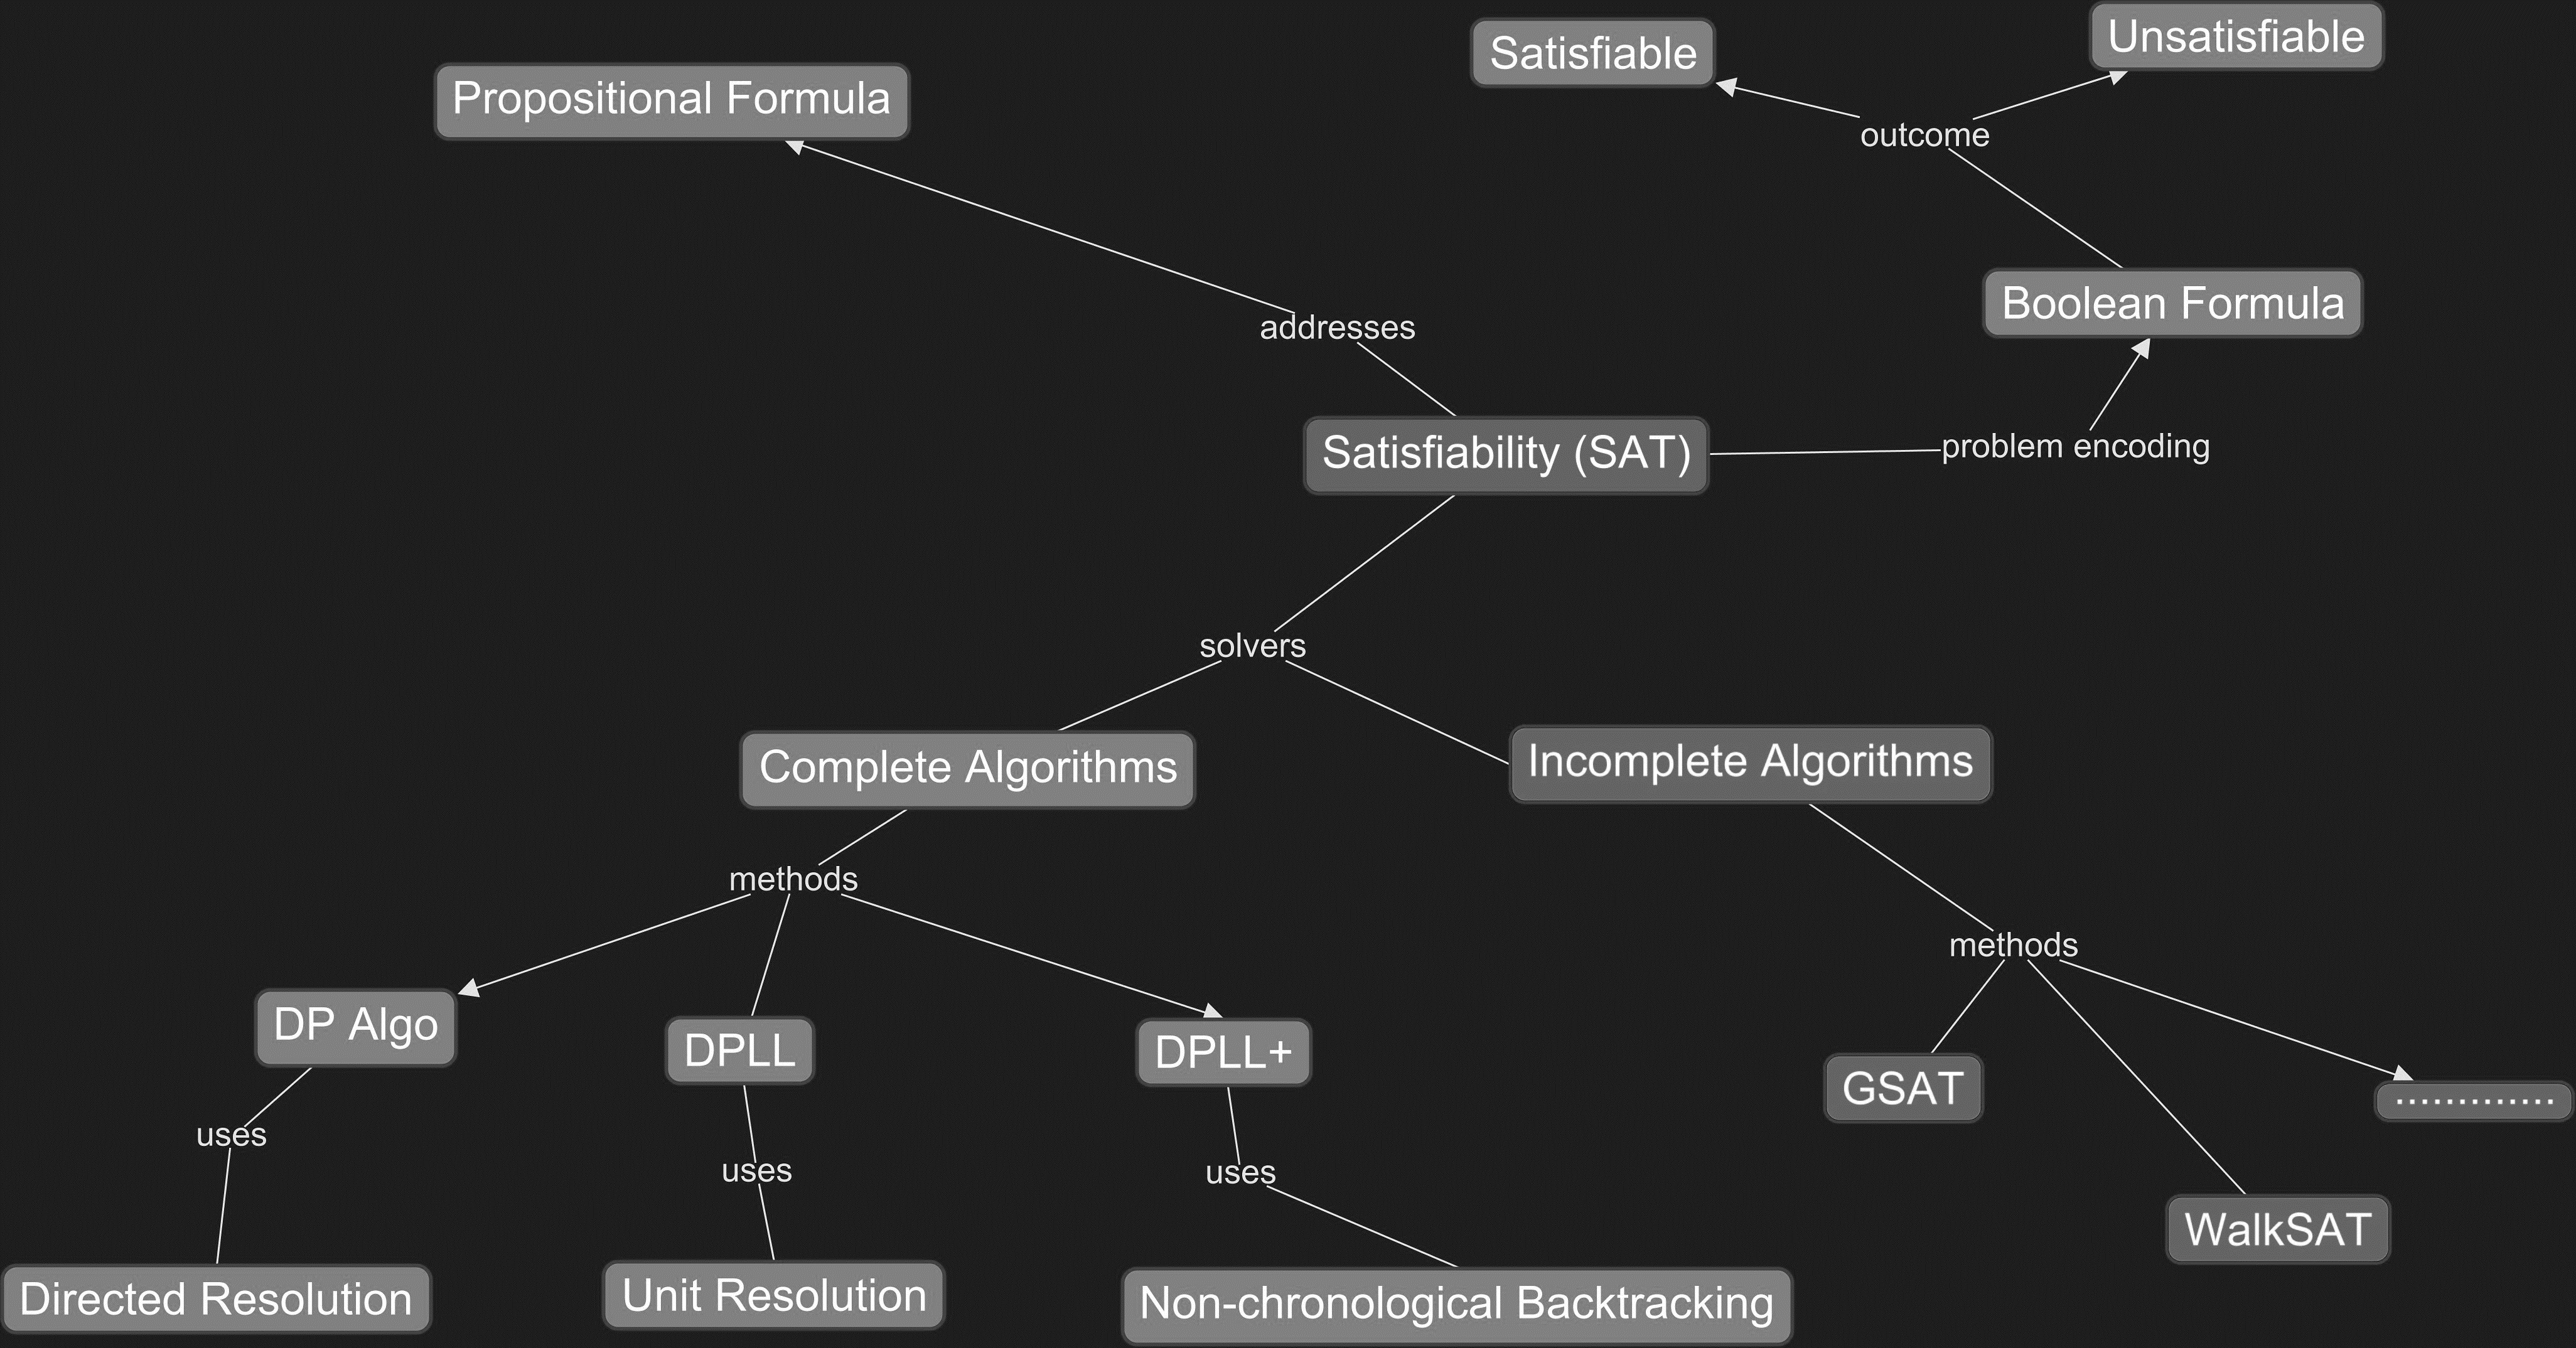 Satisfiable
Unsatisfiable
Propositional Formula
outcome
Boolean Formula
addresses
Satisfiability (SAT)
problem encoding
solvers
Complete Algorithms
Incomplete Algorithms
methods
methods
DP Algo
DPLL
DPLL+
GSAT
.............
uses
uses
uses
WalkSAT
Directed Resolution
Unit Resolution
Non-chronological Backtracking